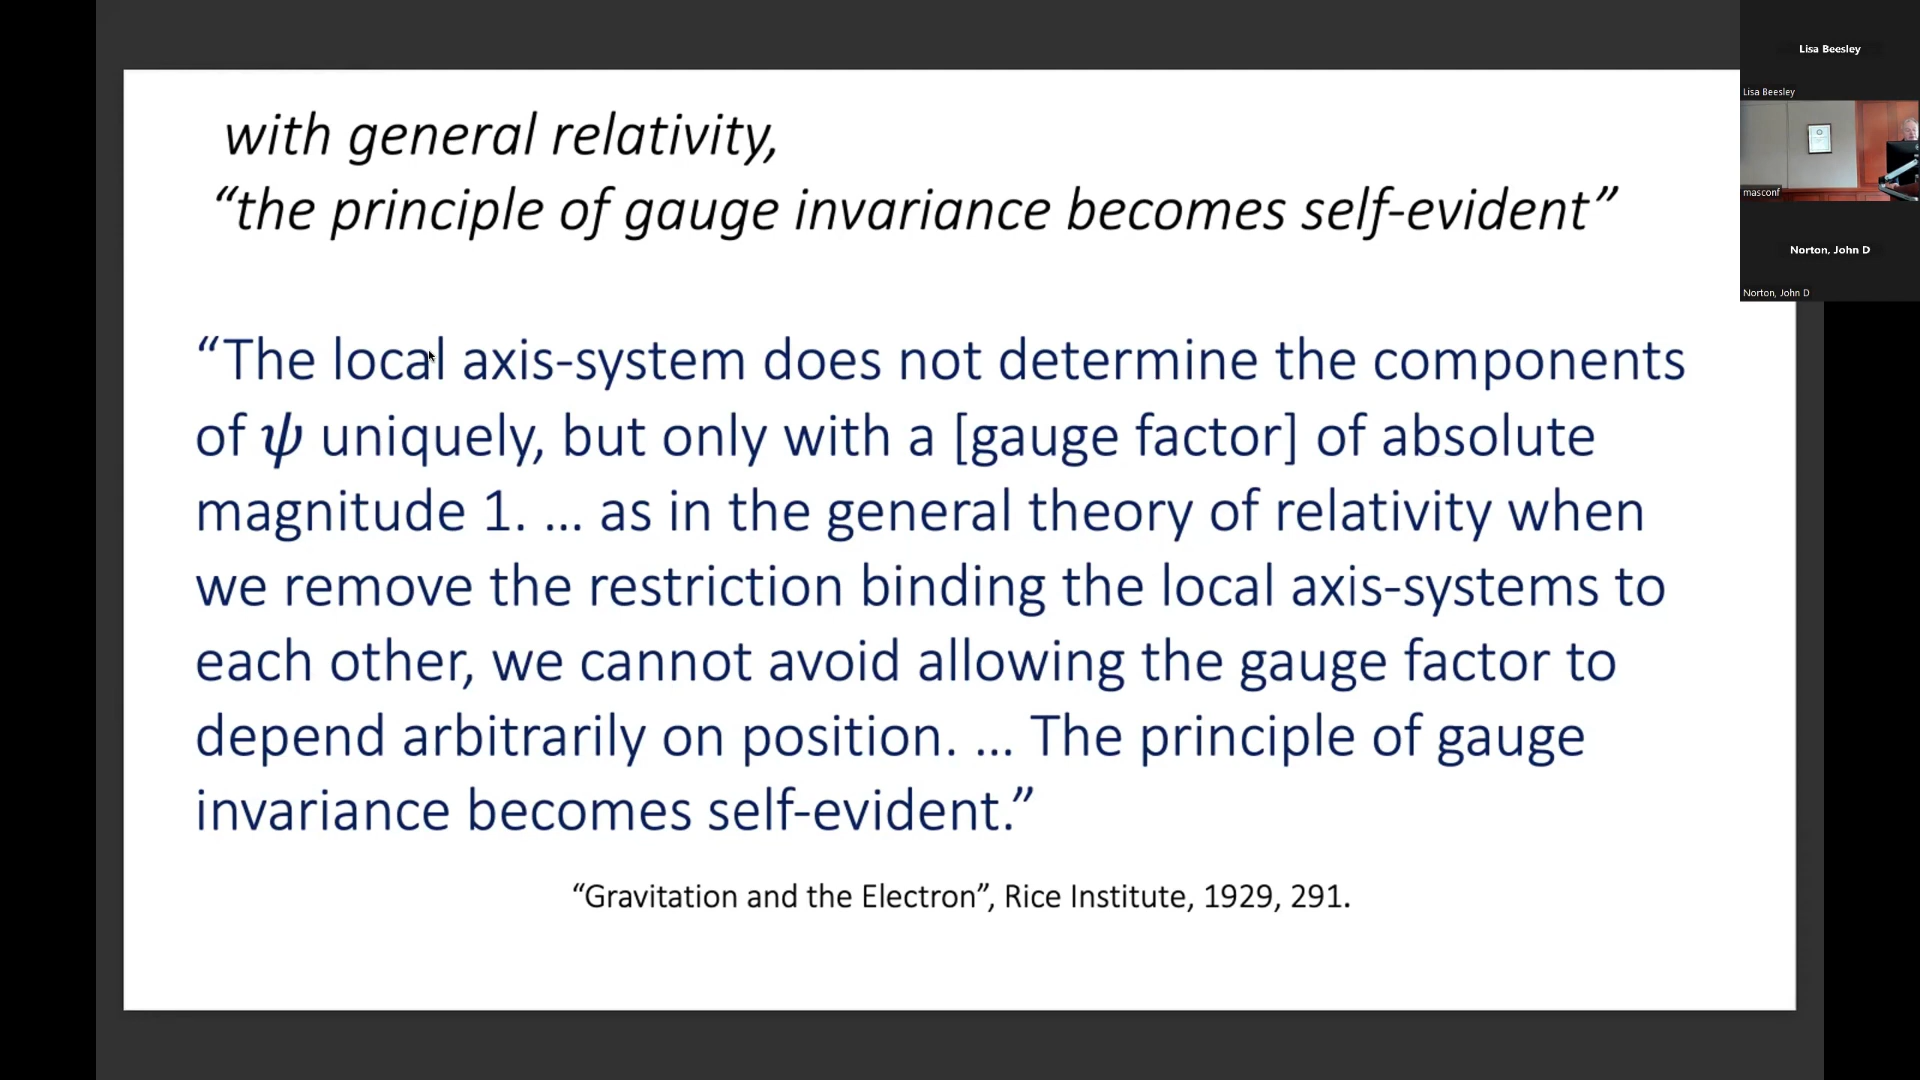 with general relativity,
“the principle of gauge invariance becomes self-evident”
“The local axis-system does not determine the components
of ψ uniquely, but only with a [gauge factor] of absolute
magnitude 1. ... as in the general theory of relativity when
we remove the restriction binding the local axis-systems to
each other, we cannot avoid allowing the gauge factor to
depend arbitrarily on position. ... The principle of gauge
invariance becomes self-evident.”
“Gravitation and the Electron”, Rice Institute, 1929, 291.
Lisa Beesley
Lisa Beesley
masconf
Norton, John D
Norton, John D